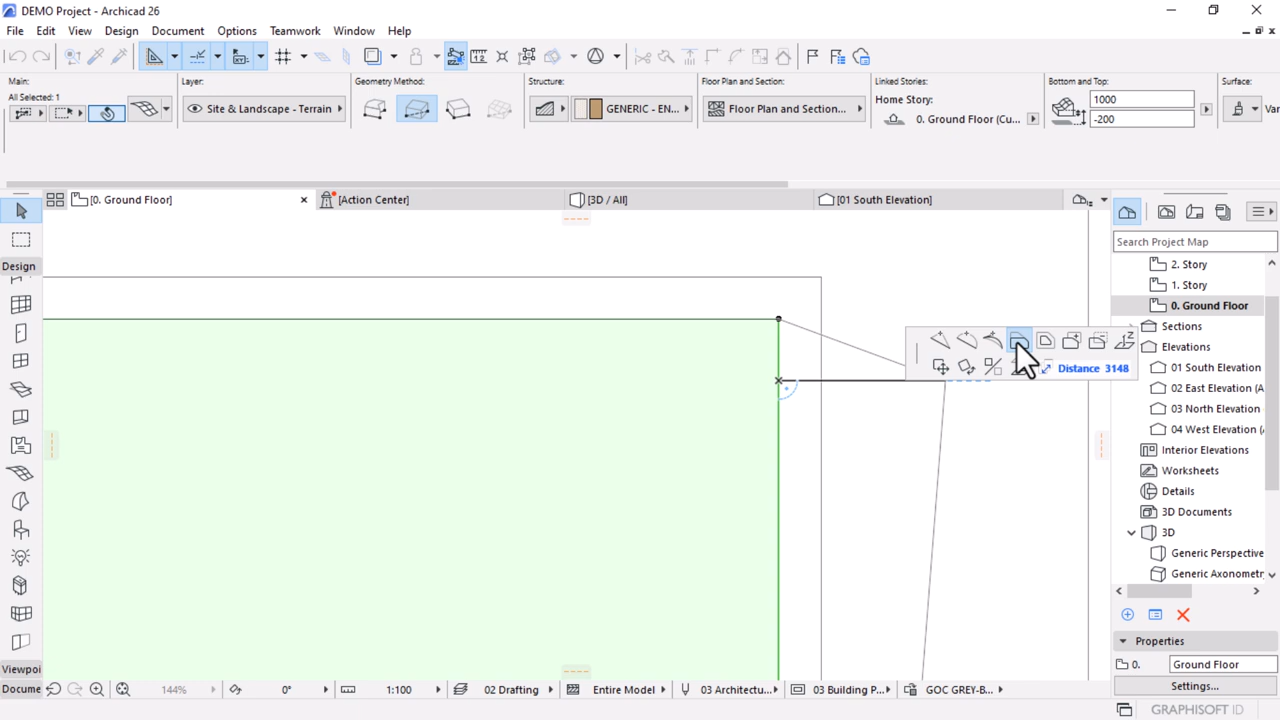 DEMO Project - Archicad 26
File Edit View Design Document Options Teamwork Window Help
Main: Layer: Geometry Method: Structure: Floor Plan and Section: Linked Stories: Bottom and Top: Surface:
All Selected: 1
Site & Landscape - Terrain
GENERIC - EN...
Floor Plan and Section...
Home Story:
0. Ground Floor (Cu...
1000
-200
Var
[0. Ground Floor]
[Action Center]
[3D / All]
[01 South Elevation]
Design
Viewpoi
Docume
Distance 3148
Search Project Map
2. Story
1. Story
0. Ground Floor
Sections
Elevations
01 South Elevation
02 East Elevation (A
03 North Elevation
04 West Elevation (
Interior Elevations
Worksheets
Details
3D Documents
3D
Generic Perspective
Generic Axonometr
Properties
0.
Ground Floor
Settings...
144%
0°
1:100
02 Drafting
Entire Model
03 Architectu...
03 Building P...
GOC GREY-B...
GRAPHISOFT ID